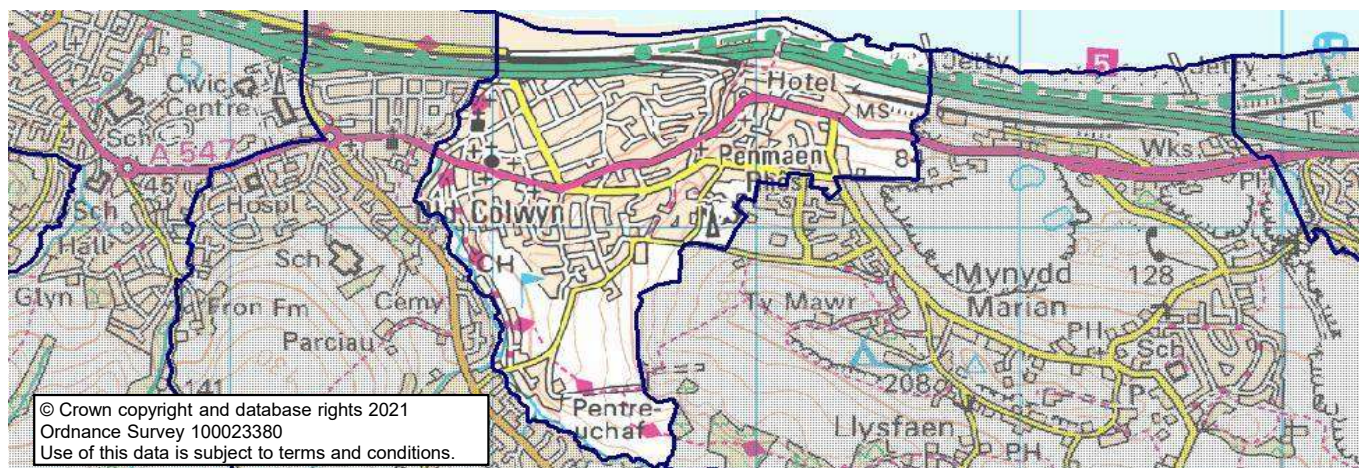 Jetty
5
Jetty
Civic
Centre
Hotel
MS
Sch
A 547
Wks
Penmaen
84
45
PH
Hospl
Sch
Old Colwyn
Hall
Sch
CH
Mynydd
Marian
128
Glyn
Fron Fm
Cemy
Ty Mawr
Parciau
PH
Sch
141
208
P
Pentre-
uchaf
Llysfaen
PH
© Crown copyright and database rights 2021
Ordnance Survey 100023380
Use of this data is subject to terms and conditions.